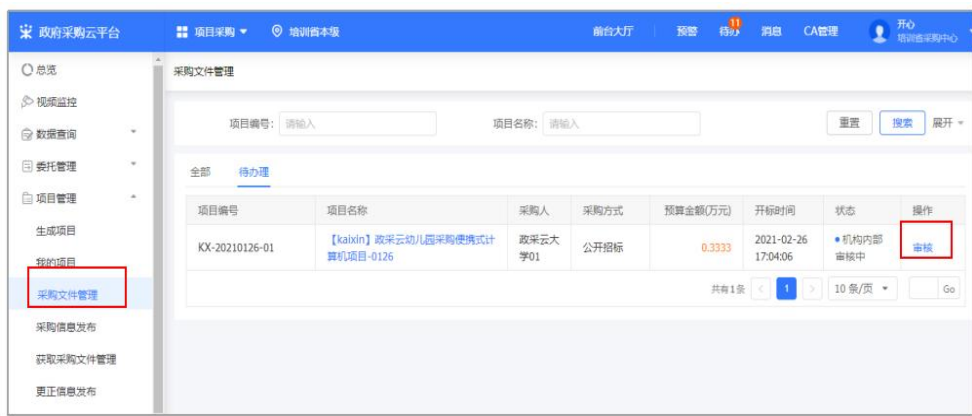 政府采购云平台
项目采购
培训省本级
前台大厅
预警
待办
11
消息
CA管理
开心
培训省采购中心
总览
视频监控
数据查询
委托管理
项目管理
生成项目
我的项目
采购文件管理
采购信息发布
获取采购文件管理
更正信息发布
采购文件管理
项目编号: 请输入
项目名称: 请输入
重置
搜索
展开
全部
待办理
项目编号
项目名称
采购人
采购方式
预算金额(万元)
开标时间
状态
操作
KX-20210126-01
【kaixin】政采云幼儿园采购便携式计
算机项目-0126
政采云大
学01
公开招标
0.3333
2021-02-26
17:04:06
机构内部
审核中
审核
共有1条
<
1
>
10 条/页
Go